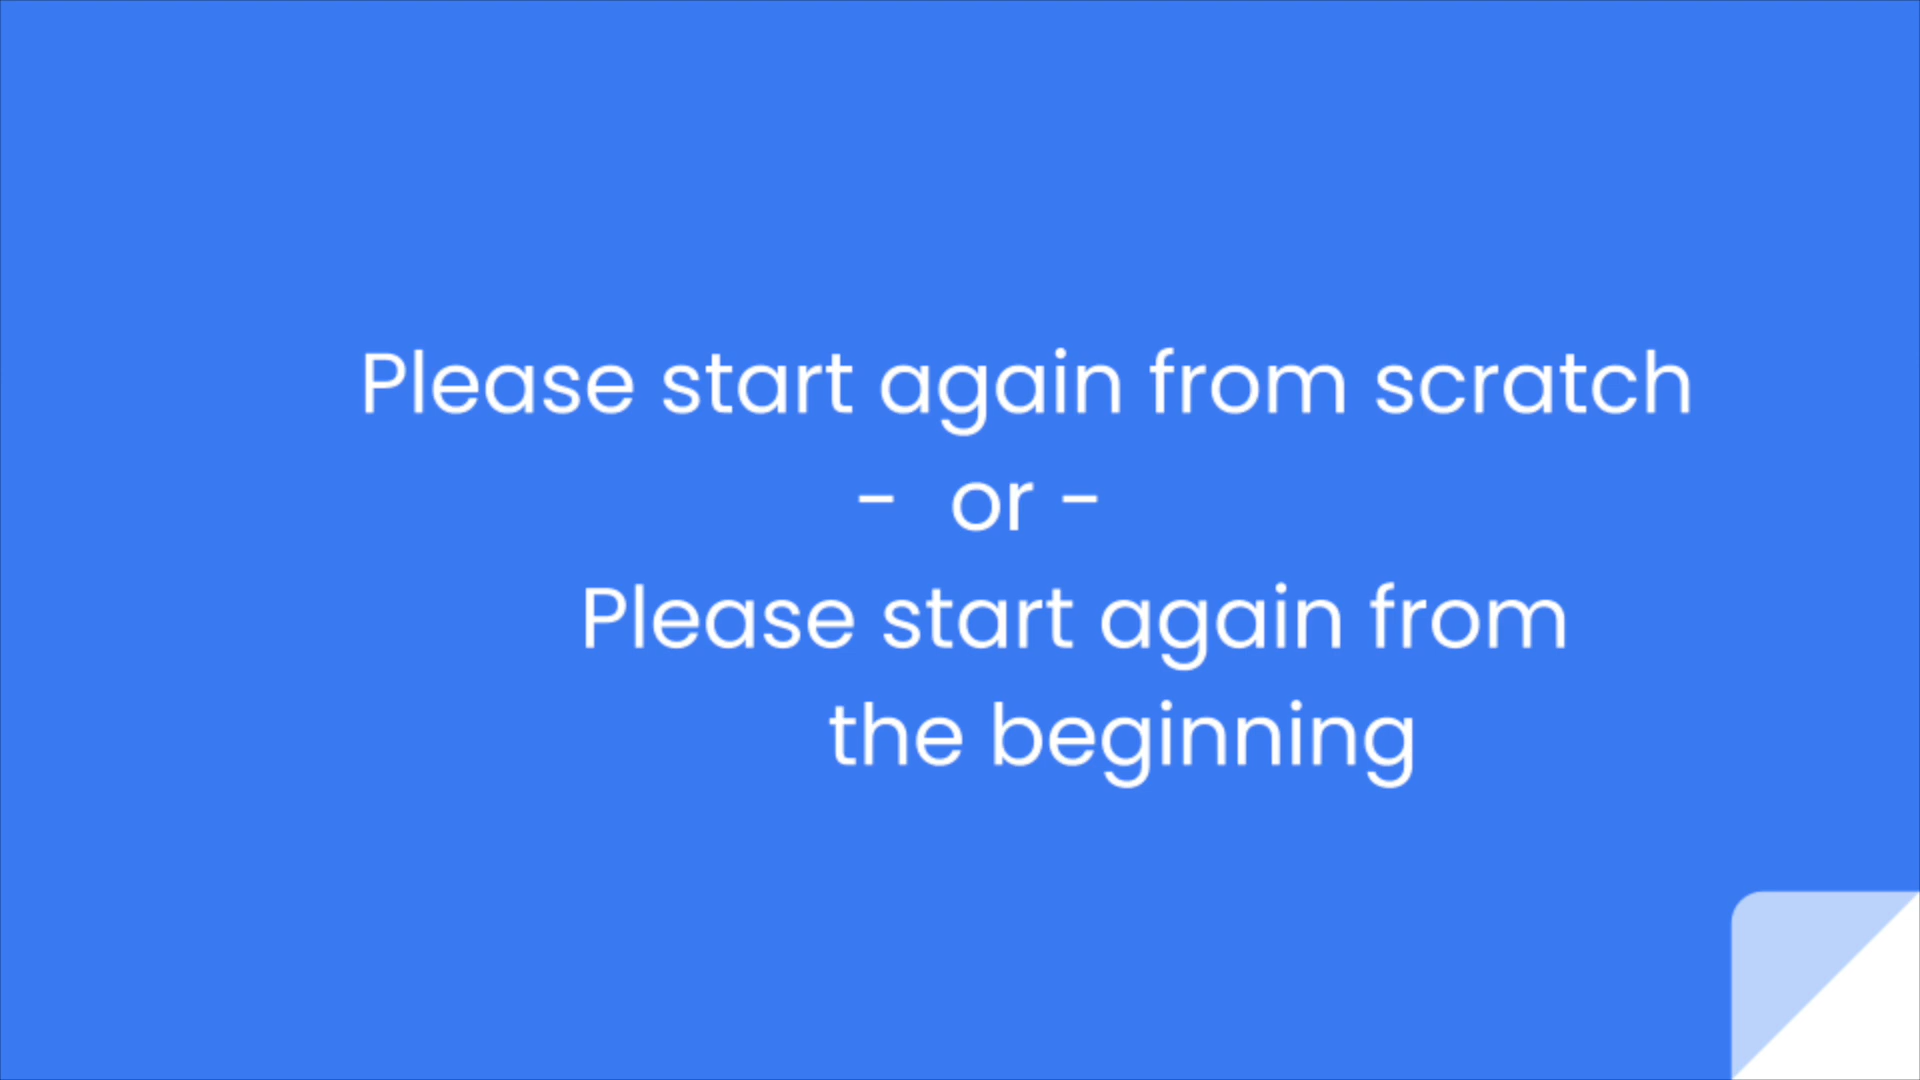 Please start again from scratch
- or -
Please start again from
the beginning